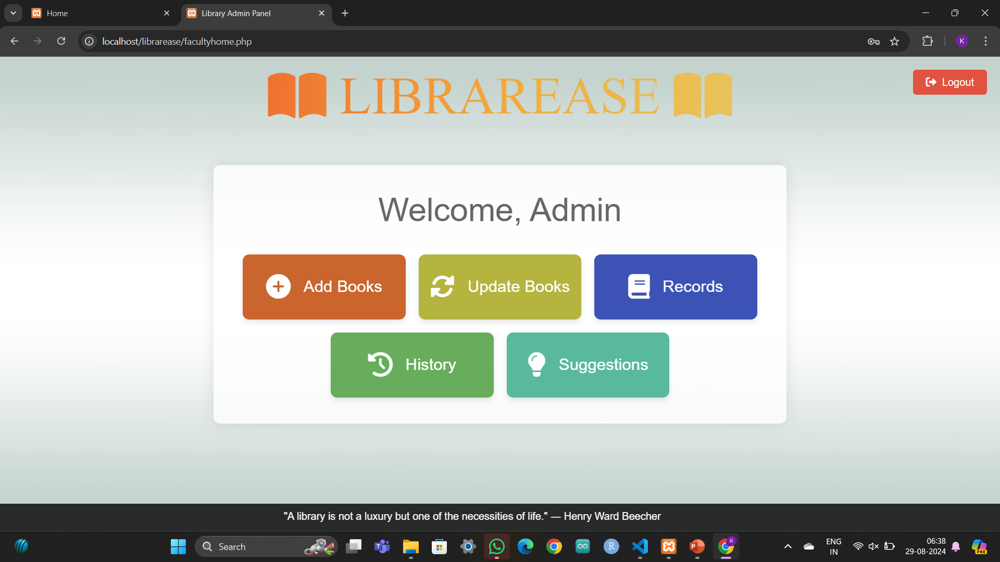 Home
Library Admin Panel
localhost/librarease/facultyhome.php
K
LIBRAREASE
Logout
Welcome, Admin
Add Books
Update Books
Records
History
Suggestions
"A library is not a luxury but one of the necessities of life." — Henry Ward Beecher
Search
T
R
P
K
ENG
IN
06:38
29-08-2024
PRE